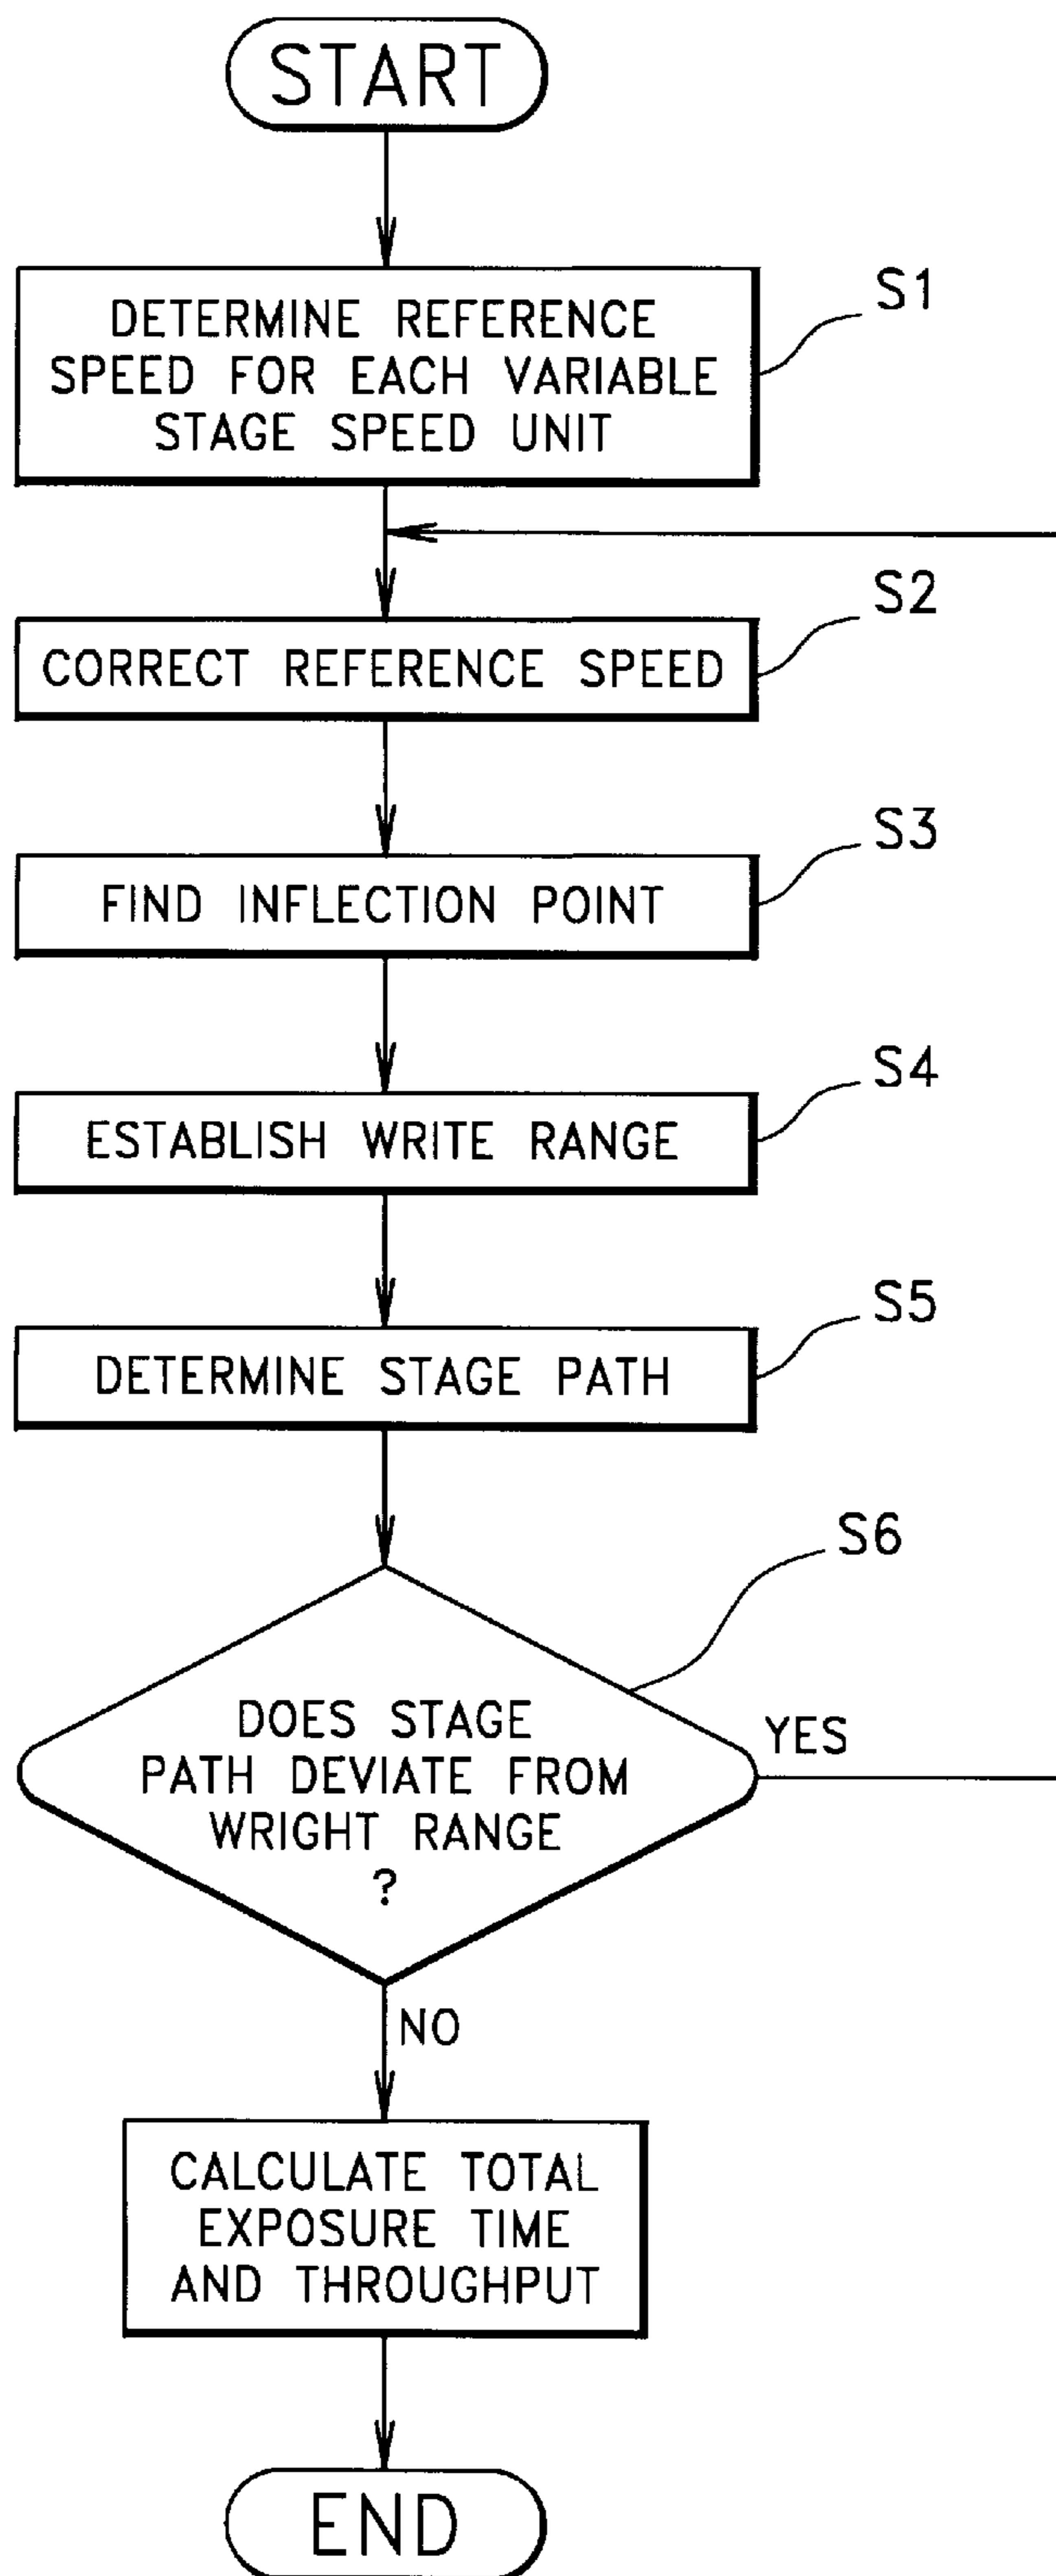 START
DETERMINE REFERENCE
SPEED FOR EACH VARIABLE
STAGE SPEED UNIT
S1
CORRECT REFERENCE SPEED
S2
FIND INFLECTION POINT
S3
ESTABLISH WRITE RANGE
S4
DETERMINE STAGE PATH
S5
DOES STAGE
PATH DEVIATE FROM
WRIGHT RANGE
?
S6
YES
NO
CALCULATE TOTAL
EXPOSURE TIME
AND THROUGHPUT
END